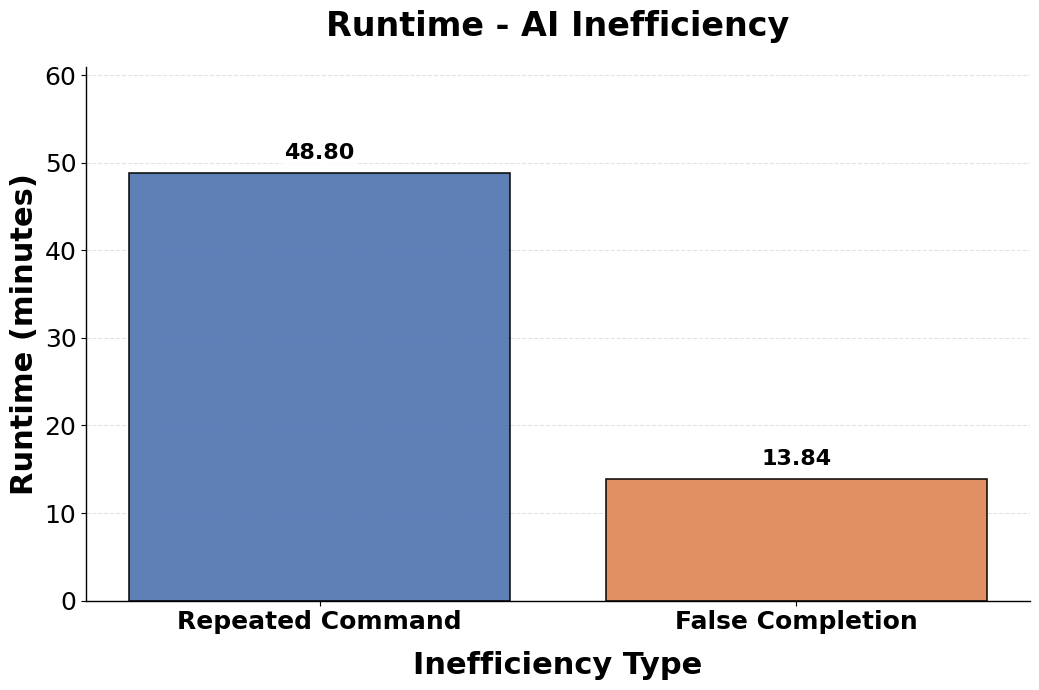 Runtime - AI Inefficiency
Runtime (minutes)
60
50
40
30
20
10
0
48.80
13.84
Repeated Command
False Completion
Inefficiency Type